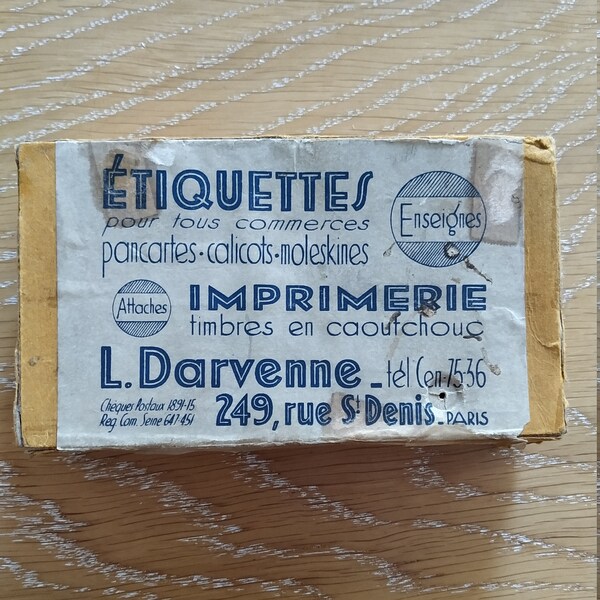 ÉTIQUETTES
pour tous commerces
Enseignes
pancartes-calicots-moleskines
Attaches
IMPRIMERIE
timbres en caoutchouc
L. Darvenne - tél Cen. 75-36
Chèques Postaux 1891-15
Reg. Com. Seine 647-451
249, rue St Denis - PARIS